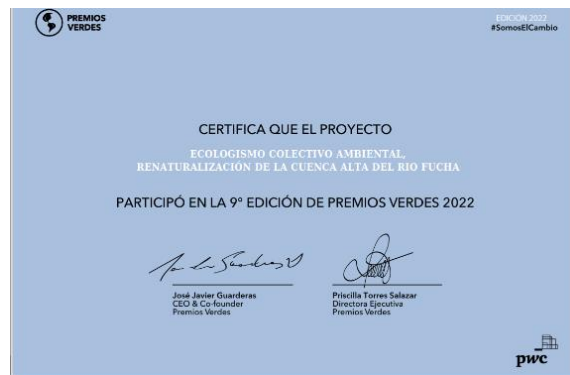 PREMIOS
VERDES
EDICIÓN 2022
#SomosElCambio
CERTIFICA QUE EL PROYECTO
ECOLOGISMO COLECTIVO AMBIENTAL,
RENATURALIZACIÓN DE LA CUENCA ALTA DEL RIO FUCHA
PARTICIPÓ EN LA 9º EDICIÓN DE PREMIOS VERDES 2022
José Javier Guarderas
CEO & Co-founder
Premios Verdes
Priscilla Torres Salazar
Directora Ejecutiva
Premios Verdes
pwc